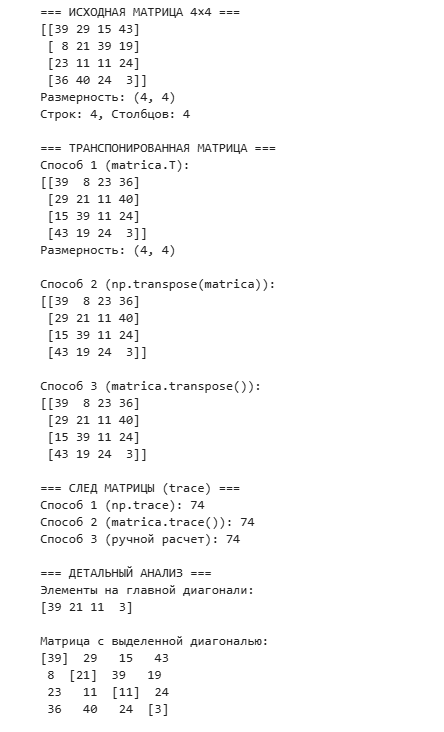 === ИСХОДНАЯ МАТРИЦА 4×4 ===
[[39 29 15 43]
 [ 8 21 39 19]
 [23 11 11 24]
 [36 40 24  3]]
Размерность: (4, 4)
Строк: 4, Столбцов: 4

=== ТРАНСПОНИРОВАННАЯ МАТРИЦА ===
Способ 1 (matrica.T):
[[39  8 23 36]
 [29 21 11 40]
 [15 39 11 24]
 [43 19 24  3]]
Размерность: (4, 4)

Способ 2 (np.transpose(matrica)):
[[39  8 23 36]
 [29 21 11 40]
 [15 39 11 24]
 [43 19 24  3]]

Способ 3 (matrica.transpose()):
[[39  8 23 36]
 [29 21 11 40]
 [15 39 11 24]
 [43 19 24  3]]

=== СЛЕД МАТРИЦЫ (trace) ===
Способ 1 (np.trace): 74
Способ 2 (matrica.trace()): 74
Способ 3 (ручной расчет): 74

=== ДЕТАЛЬНЫЙ АНАЛИЗ ===
Элементы на главной диагонали:
[39 21 11  3]

Матрица с выделенной диагональю:
[39]  29   15   43
 8  [21]  39   19
 23   11  [11]  24
 36   40   24  [3]